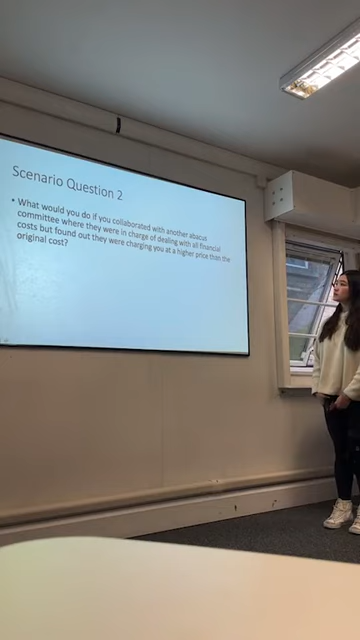 Scenario Question 2
• What would you do if you collaborated with another abacus
committee where they were in charge of dealing with all financial
costs but found out they were charging you at a higher price than the
original cost?